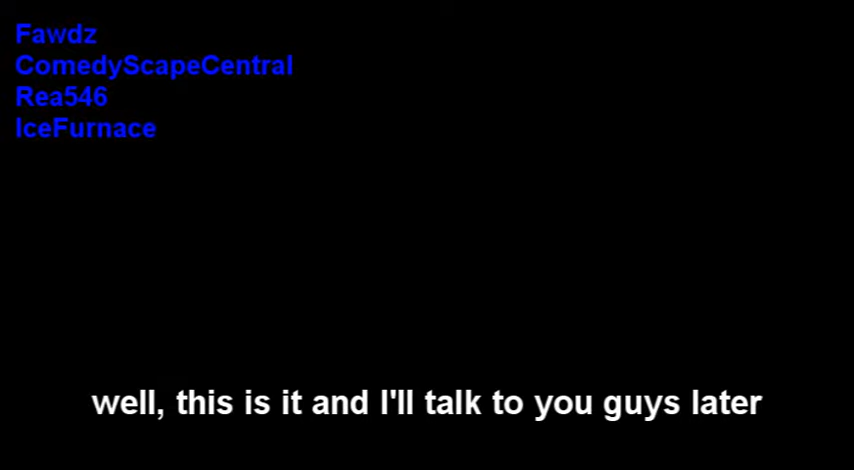 Fawdz
ComedyScapeCentral
Rea546
IceFurnace
well, this is it and I'll talk to you guys later